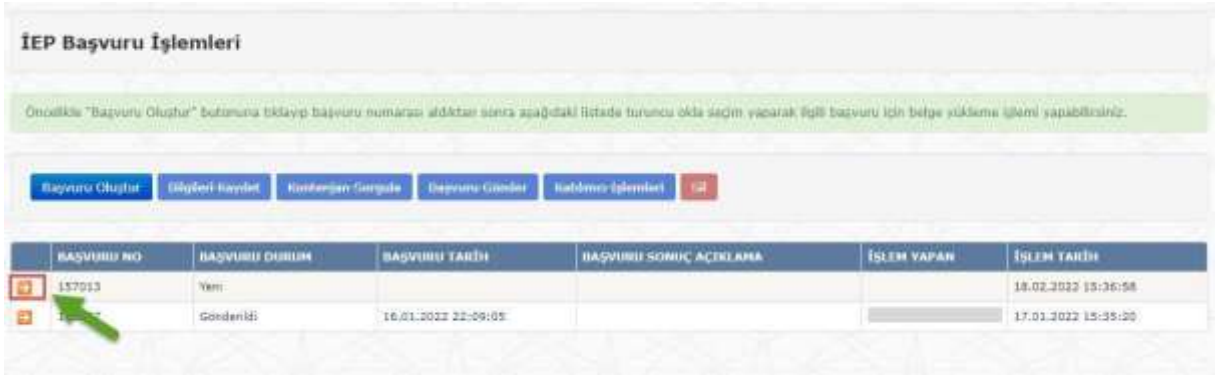 İEP Başvuru İşlemleri
Öncelikle "Başvuru Oluştur" butonuna tıklayıp başvuru numarası aldıktan sonra aşağıdaki listede turuncu okla seçim yaparak ilgili başvuru için belge yükleme işlemi yapabilirsiniz.
Başvuru Oluştur Bilgileri Kaydet Kontenjan Sorgula Başvuru Gönder Katılımcı İşlemleri Sil
BAŞVURU NO BAŞVURU DURUM BAŞVURU TARİH BAŞVURU SONUÇ AÇIKLAMA İŞLEM YAPAN İŞLEM TARİH
157013 Yeni 18.02.2022 15:36:58
Gönderildi 16.01.2022 22:09:05 17.01.2022 15:35:20